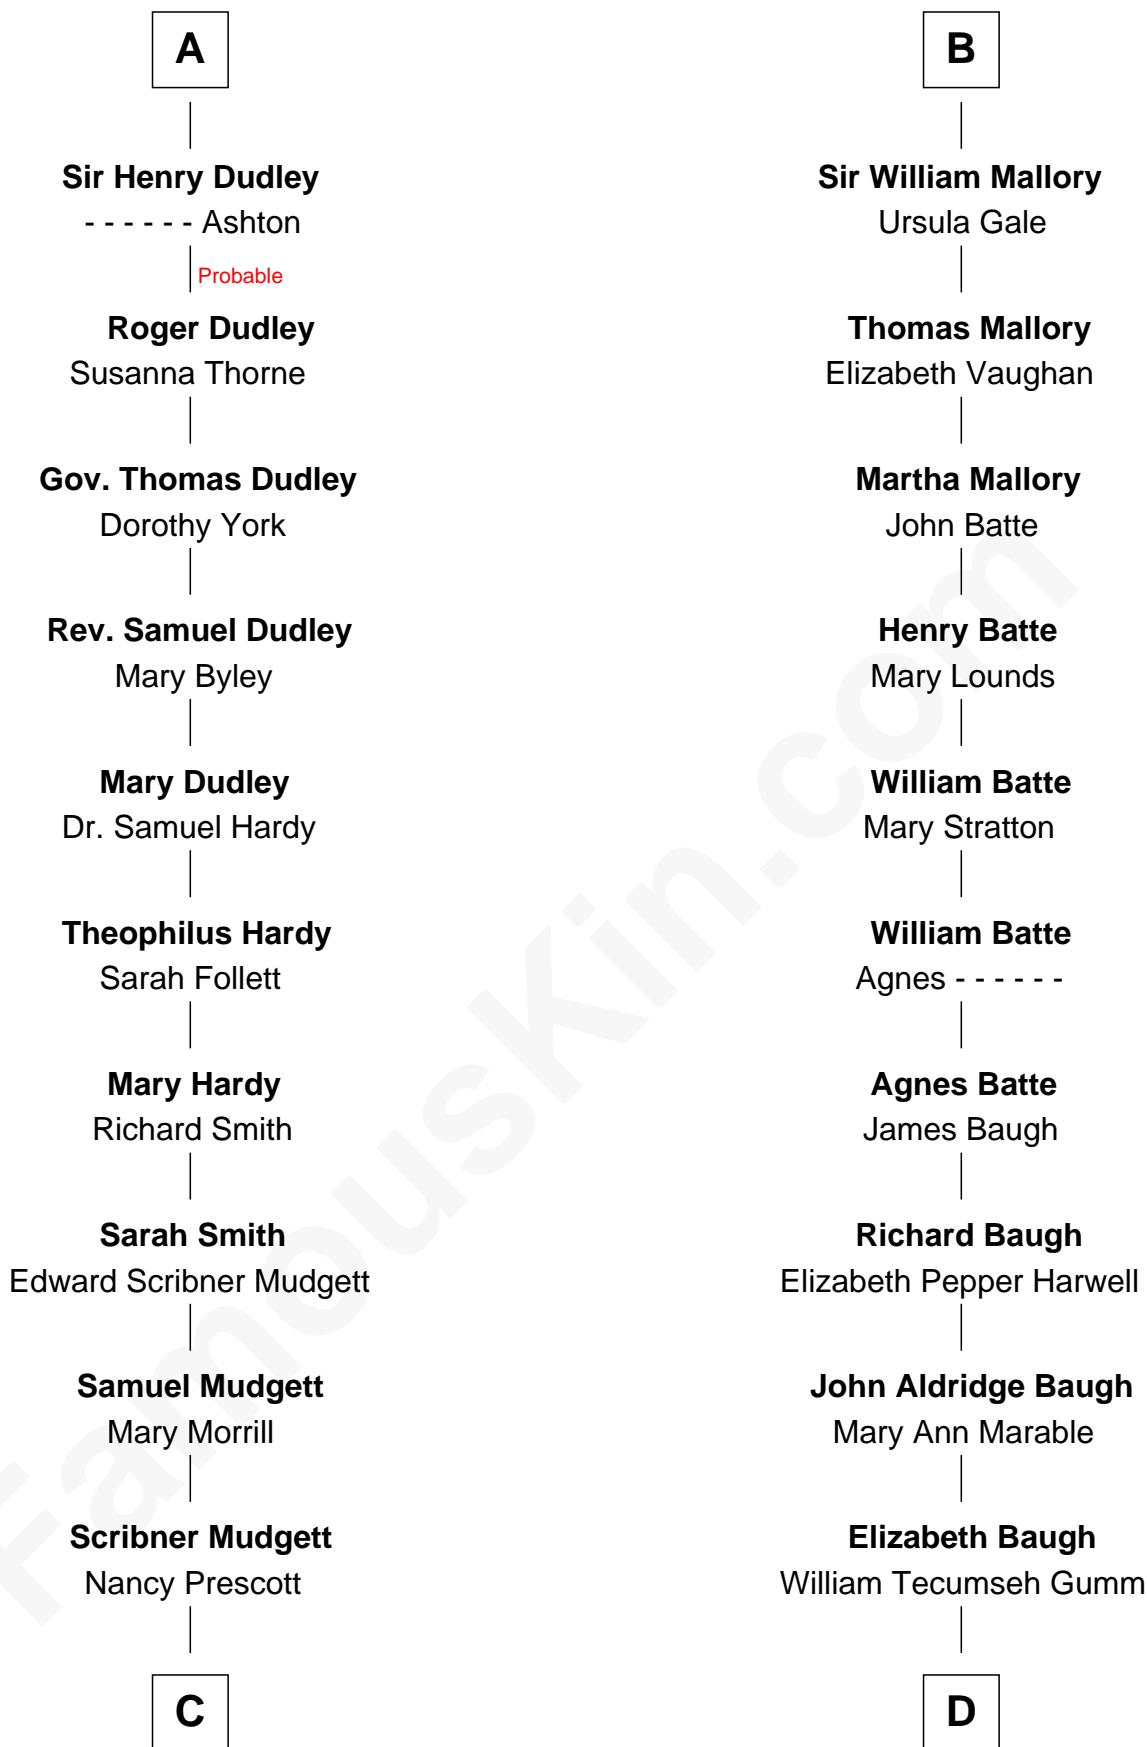 A
Sir Henry Dudley
- - - - - - Ashton
Probable
Roger Dudley
Susanna Thorne
Gov. Thomas Dudley
Dorothy York
Rev. Samuel Dudley
Mary Byley
Mary Dudley
Dr. Samuel Hardy
Theophilus Hardy
Sarah Follett
Mary Hardy
Richard Smith
Sarah Smith
Edward Scribner Mudgett
Samuel Mudgett
Mary Morrill
Scribner Mudgett
Nancy Prescott
C
B
Sir William Mallory
Ursula Gale
Thomas Mallory
Elizabeth Vaughan
Martha Mallory
John Batte
Henry Batte
Mary Lounds
William Batte
Mary Stratton
William Batte
Agnes - - - - - -
Agnes Batte
James Baugh
Richard Baugh
Elizabeth Pepper Harwell
John Aldridge Baugh
Mary Ann Marable
Elizabeth Baugh
William Tecumseh Gumm
D
FamousKin.com